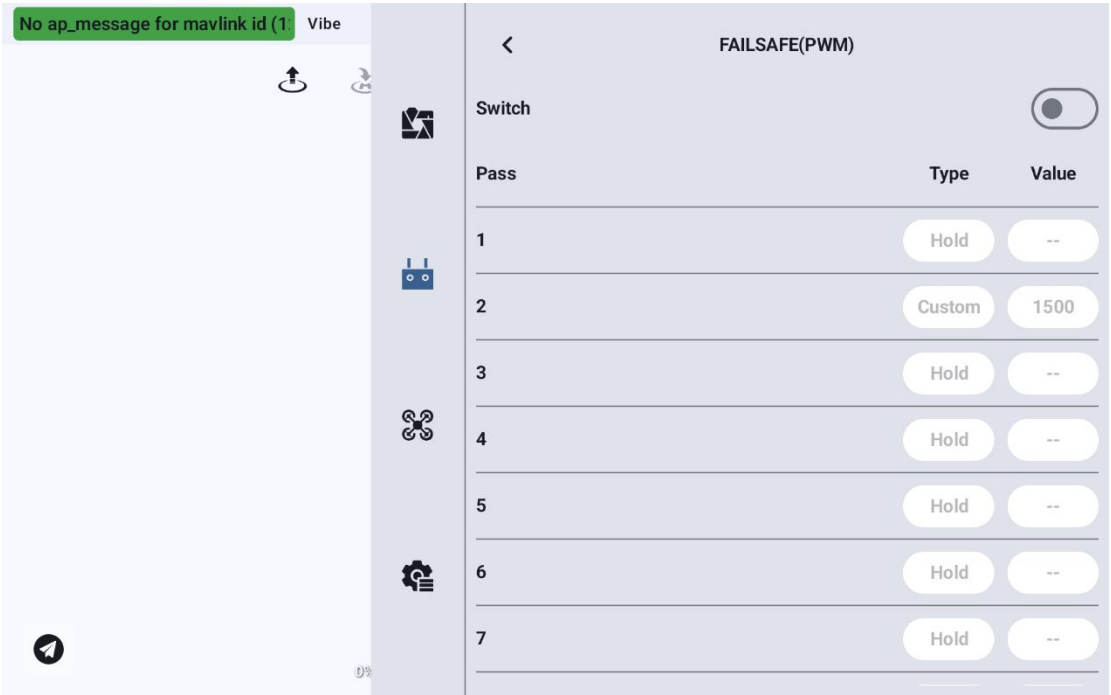 No ap_message for mavlink id (1
Vibe
FAILSAFE(PWM)
Switch
Pass Type Value
1 Hold --
2 Custom 1500
3 Hold --
4 Hold --
5 Hold --
6 Hold --
7 Hold --
0%